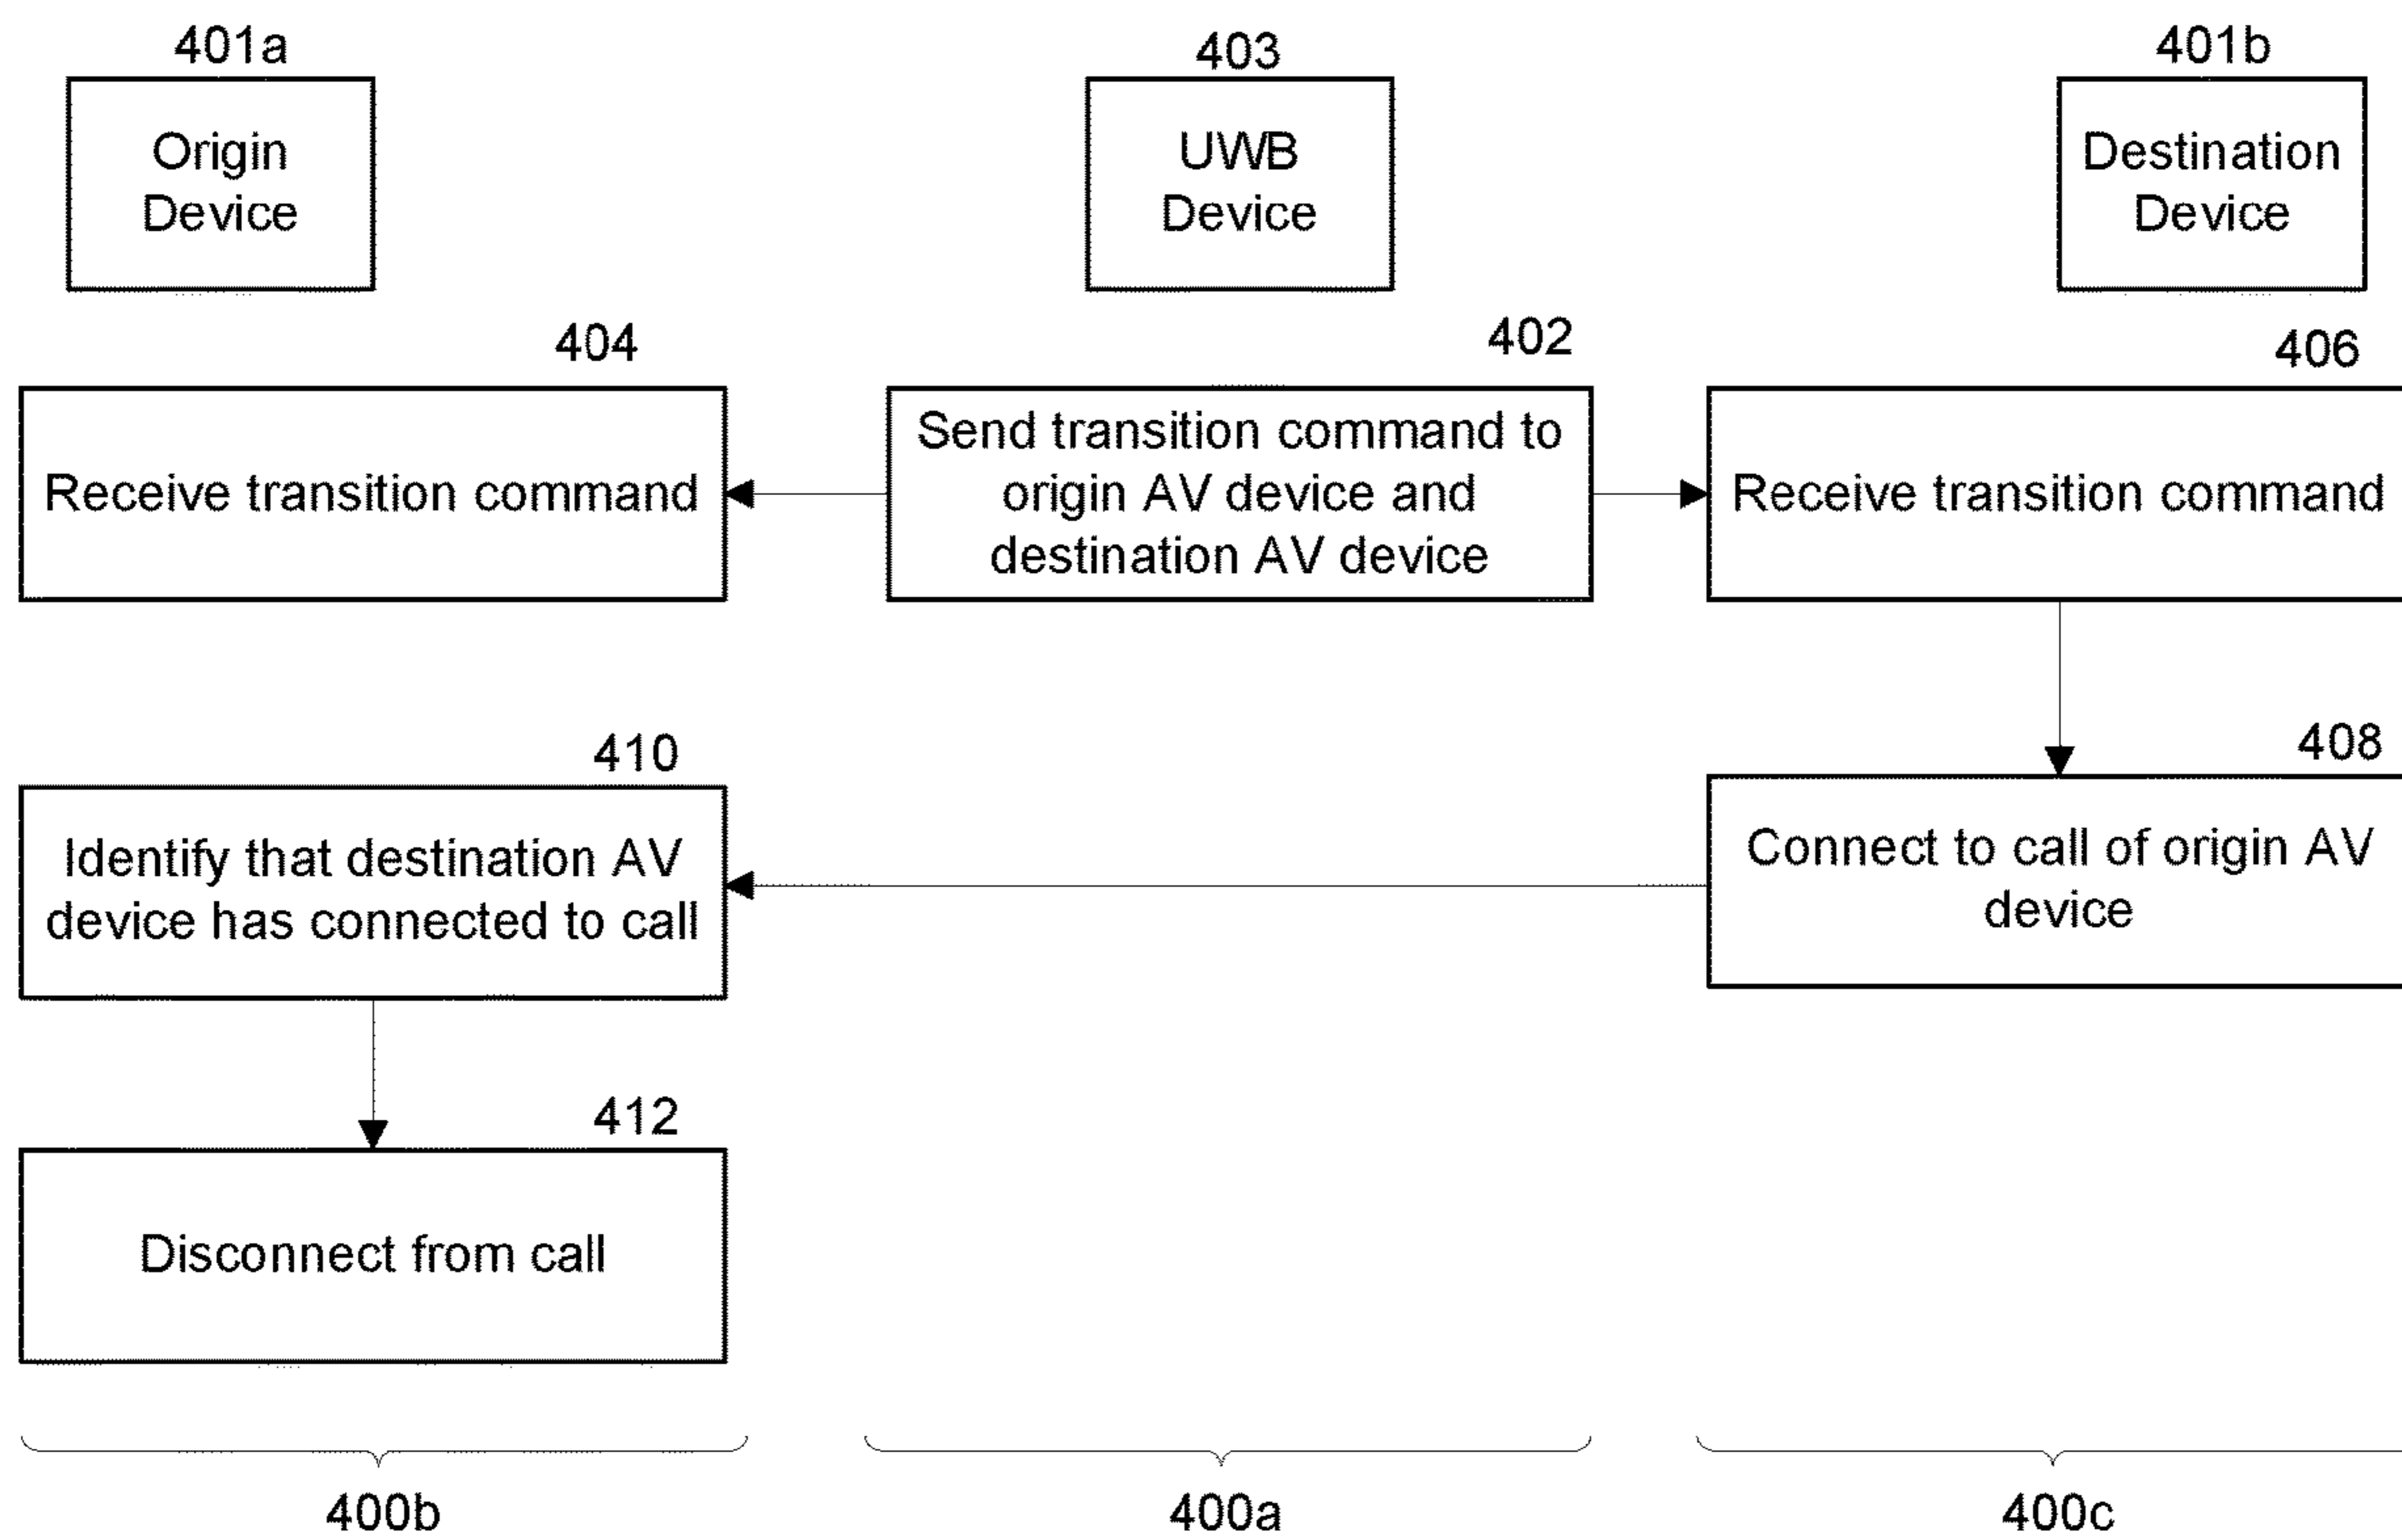 401a
403
401b
Origin
Device
UWB
Device
Destination
Device
404
402
406
Receive transition command
Send transition command to
origin AV device and
destination AV device
Receive transition command
410
408
Identify that destination AV
device has connected to call
Connect to call of origin AV
device
412
Disconnect from call
400b
400a
400c